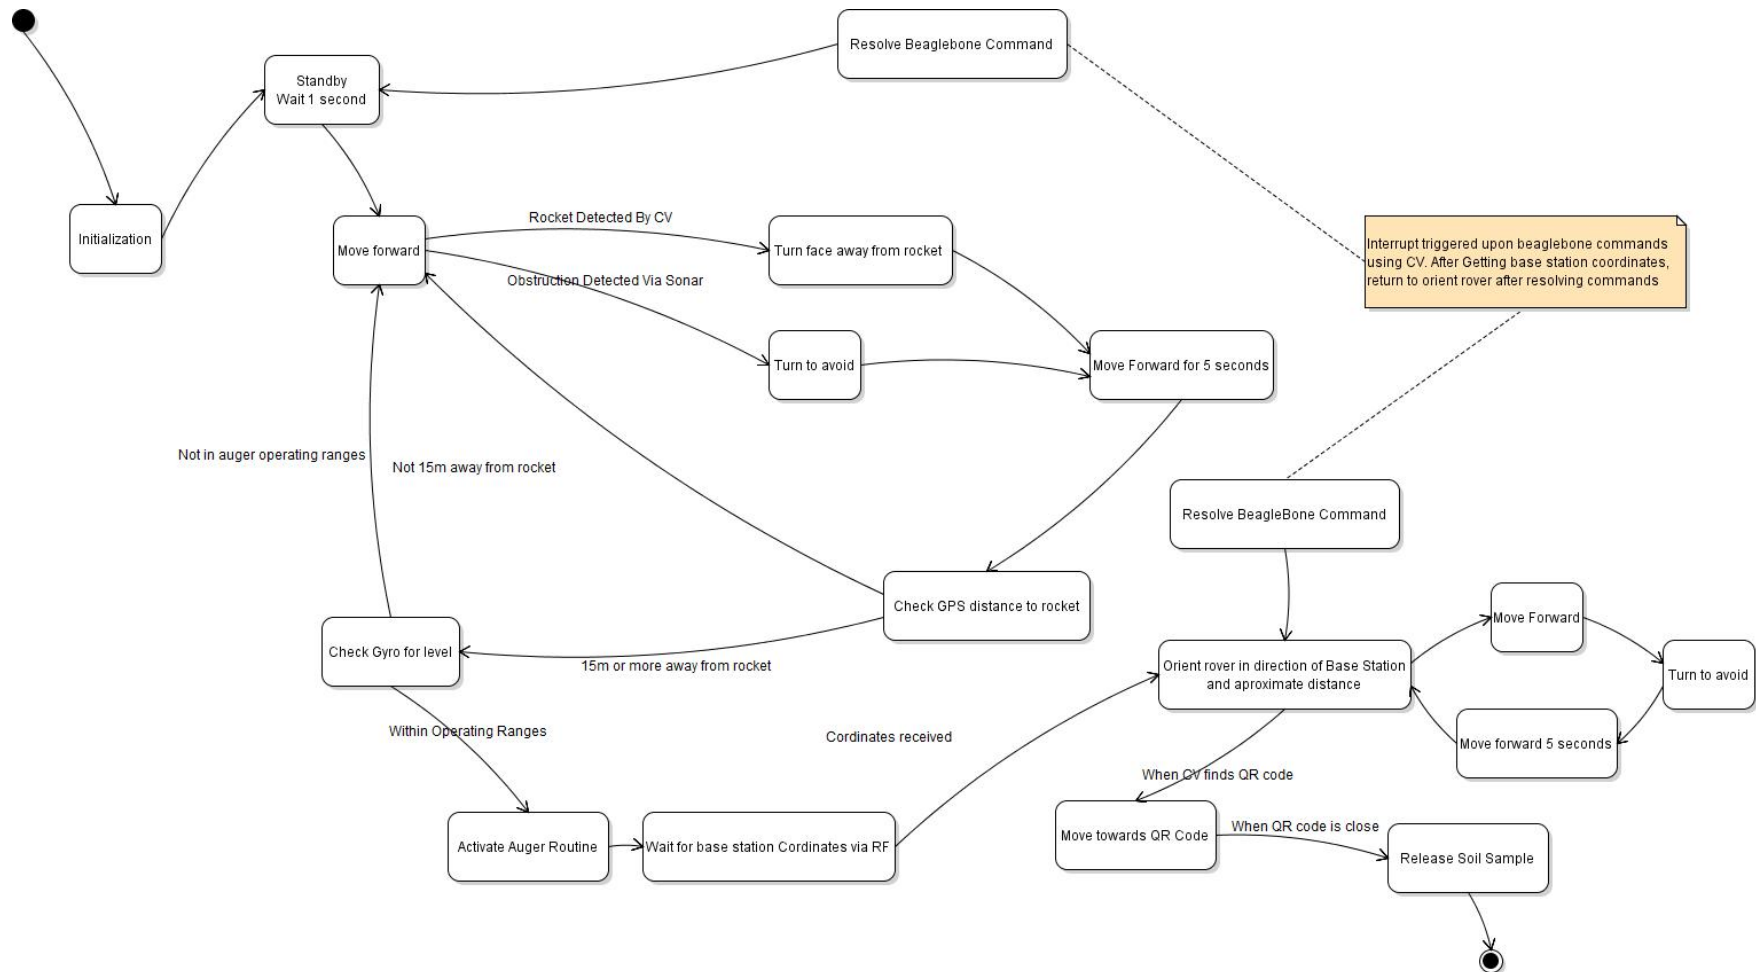 Resolve Beaglebone Command
Standby
Wait 1 second
Initialization
Move forward
Rocket Detected By CV
Turn face away from rocket
Obstruction Detected Via Sonar
Interrupt triggered upon beaglebone commands
using CV. After Getting base station coordinates,
return to orient rover after resolving commands
Turn to avoid
Move Forward for 5 seconds
Not in auger operating ranges
Not 15m away from rocket
Resolve BeagleBone Command
Check GPS distance to rocket
Move Forward
Check Gyro for level
15m or more away from rocket
Orient rover in direction of Base Station
and aproximate distance
Turn to avoid
Within Operating Ranges
Cordinates received
Move forward 5 seconds
When CV finds QR code
Activate Auger Routine
Wait for base station Cordinates via RF
Move towards QR Code
When QR code is close
Release Soil Sample